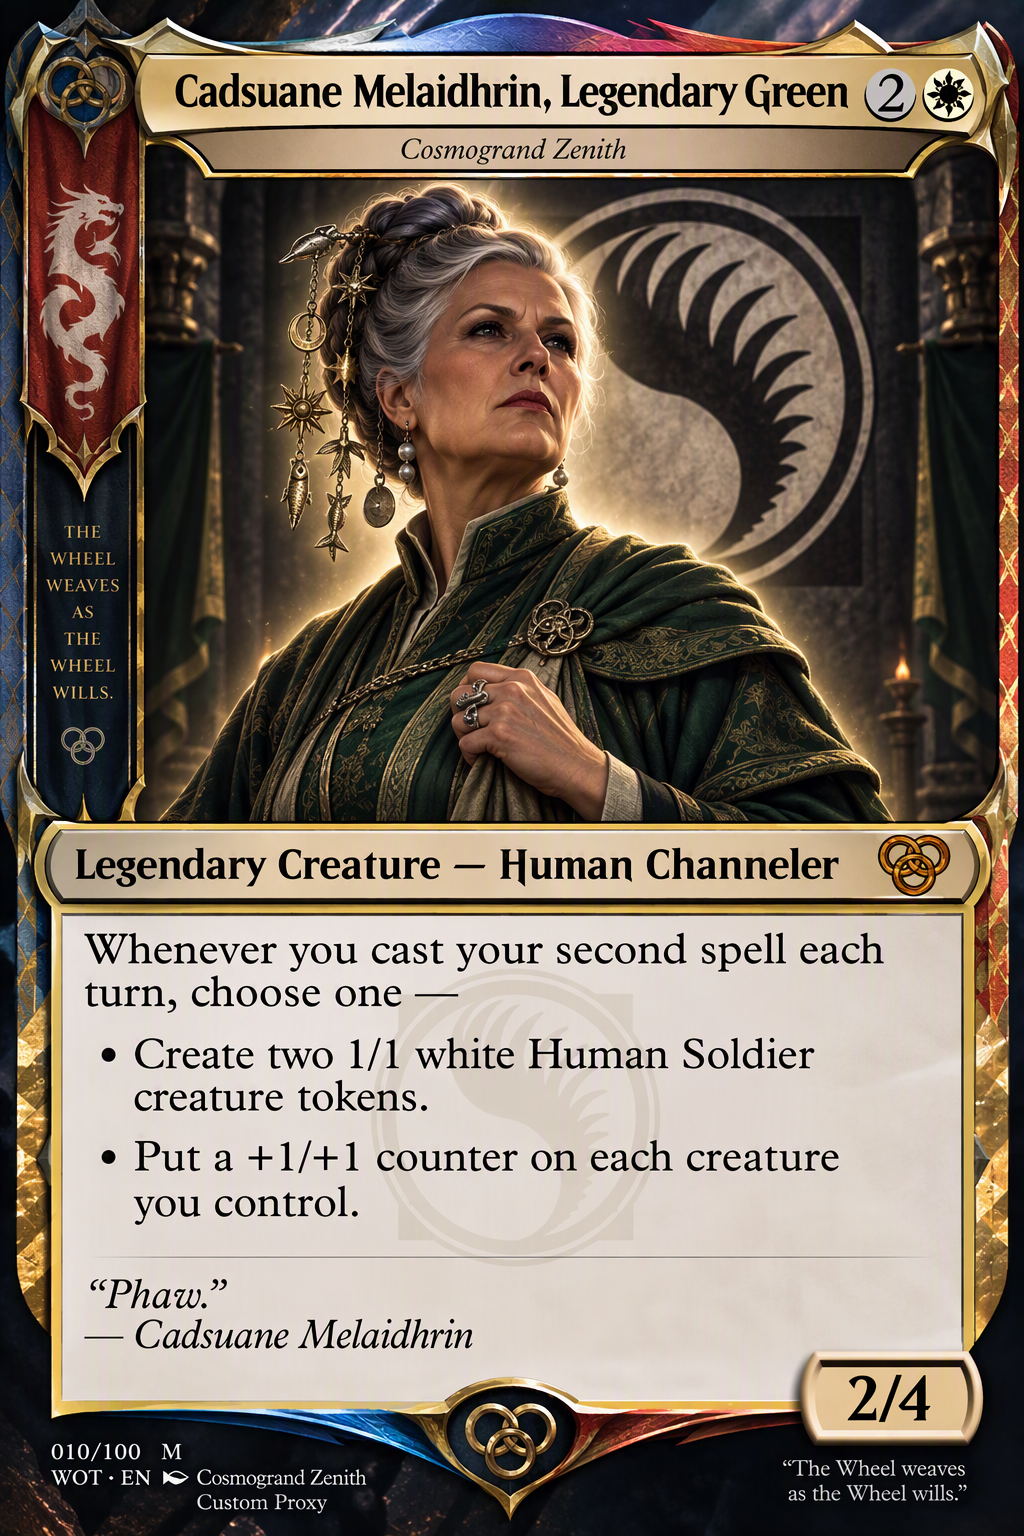 Cadsuane Melaidhrin, Legendary Green 2
Cosmogrand Zenith
THE
WHEEL
WEAVES
AS
THE
WHEEL
WILLS.
Legendary Creature — Human Channeler
Whenever you cast your second spell each
turn, choose one —
• Create two 1/1 white Human Soldier
creature tokens.
• Put a +1/+1 counter on each creature
you control.
“Phaw.”
— Cadsuane Melaidhrin
2/4
010/100 M
WOT • EN Cosmogrand Zenith
Custom Proxy
“The Wheel weaves
as the Wheel wills.”